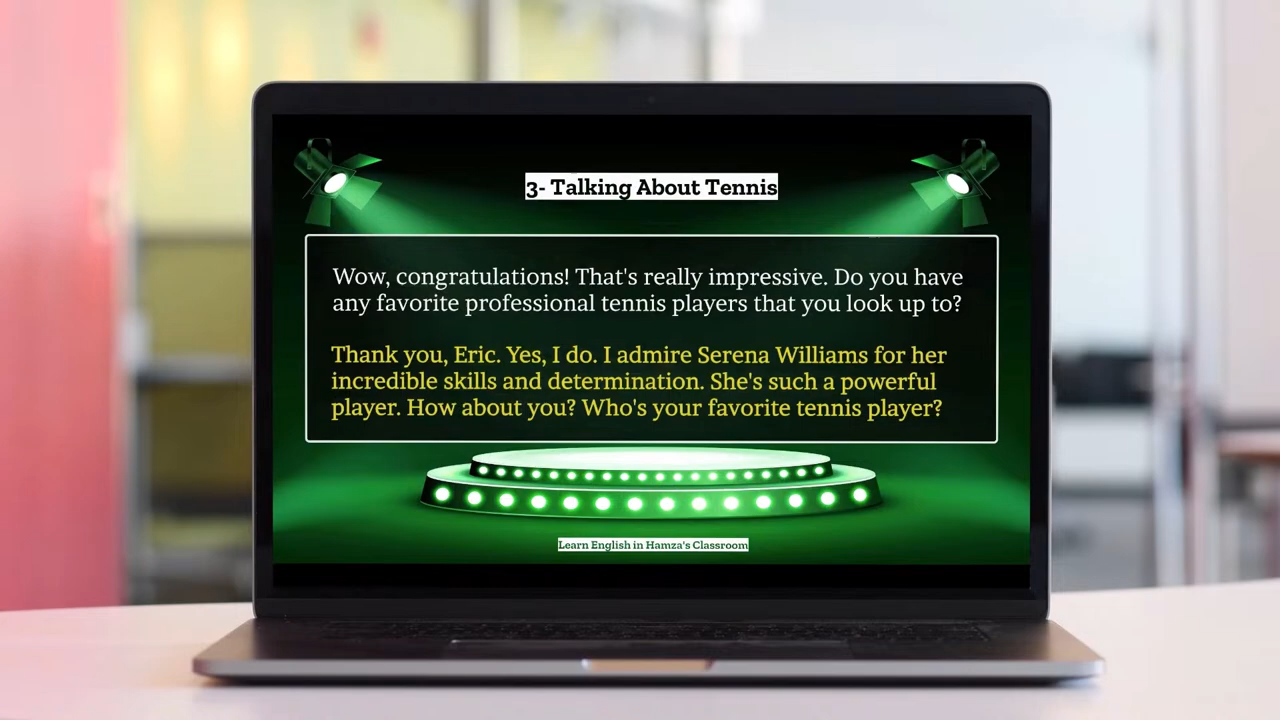 3- Talking About Tennis
Wow, congratulations! That's really impressive. Do you have
any favorite professional tennis players that you look up to?
Thank you, Eric. Yes, I do. I admire Serena Williams for her
incredible skills and determination. She's such a powerful
player. How about you? Who's your favorite tennis player?
Learn English in Hamza's Classroom